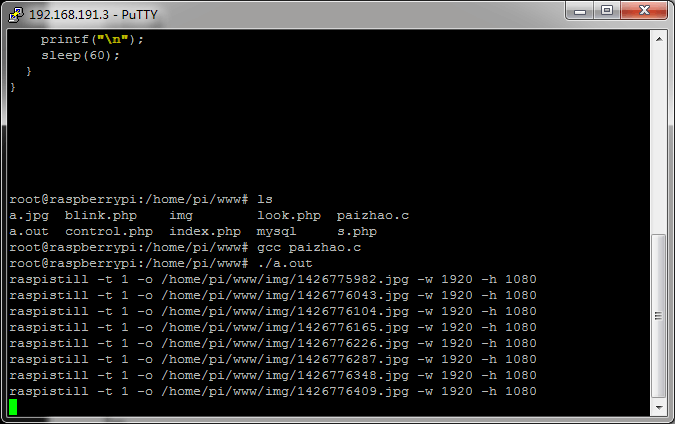 192.168.191.3 - PuTTY
printf("\n");
sleep(60);
}
}
root@raspberrypi:/home/pi/www# ls
a.jpg  blink.php    img        look.php  paizhao.c
a.out  control.php  index.php  mysql     s.php
root@raspberrypi:/home/pi/www# gcc paizhao.c
root@raspberrypi:/home/pi/www# ./a.out
raspistill -t 1 -o /home/pi/www/img/1426775982.jpg -w 1920 -h 1080
raspistill -t 1 -o /home/pi/www/img/1426776043.jpg -w 1920 -h 1080
raspistill -t 1 -o /home/pi/www/img/1426776104.jpg -w 1920 -h 1080
raspistill -t 1 -o /home/pi/www/img/1426776165.jpg -w 1920 -h 1080
raspistill -t 1 -o /home/pi/www/img/1426776226.jpg -w 1920 -h 1080
raspistill -t 1 -o /home/pi/www/img/1426776287.jpg -w 1920 -h 1080
raspistill -t 1 -o /home/pi/www/img/1426776348.jpg -w 1920 -h 1080
raspistill -t 1 -o /home/pi/www/img/1426776409.jpg -w 1920 -h 1080